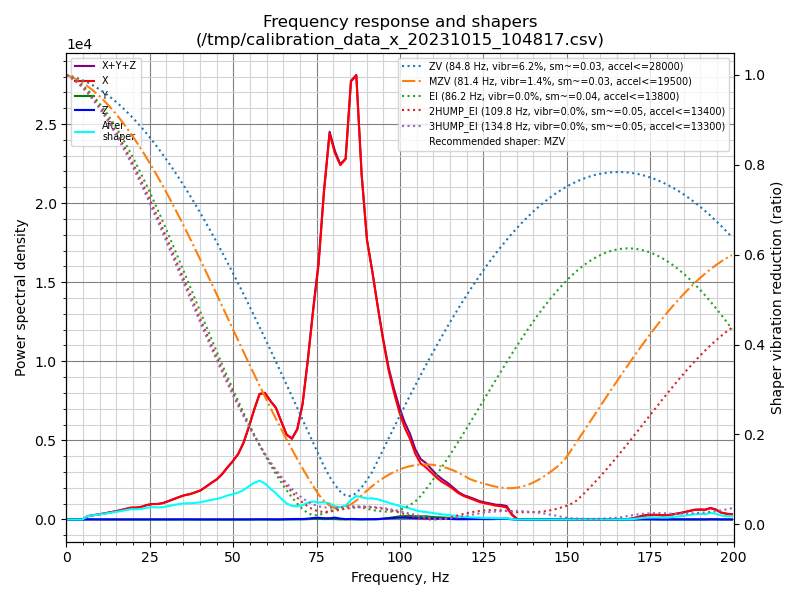 Frequency response and shapers
(/tmp/calibration_data_x_20231015_104817.csv)
1e4
X+Y+Z
X
Y
Z
After
shaper
ZV (84.8 Hz, vibr=6.2%, sm~=0.03, accel<=28000)
MZV (81.4 Hz, vibr=1.4%, sm~=0.03, accel<=19500)
EI (86.2 Hz, vibr=0.0%, sm~=0.04, accel<=13800)
2HUMP_EI (109.8 Hz, vibr=0.0%, sm~=0.05, accel<=13400)
3HUMP_EI (134.8 Hz, vibr=0.0%, sm~=0.05, accel<=13300)
Recommended shaper: MZV
Power spectral density
2.5
2.0
1.5
1.0
0.5
0.0
1.0
0.8
0.6
0.4
0.2
0.0
Shaper vibration reduction (ratio)
0 25 50 75 100 125 150 175 200
Frequency, Hz